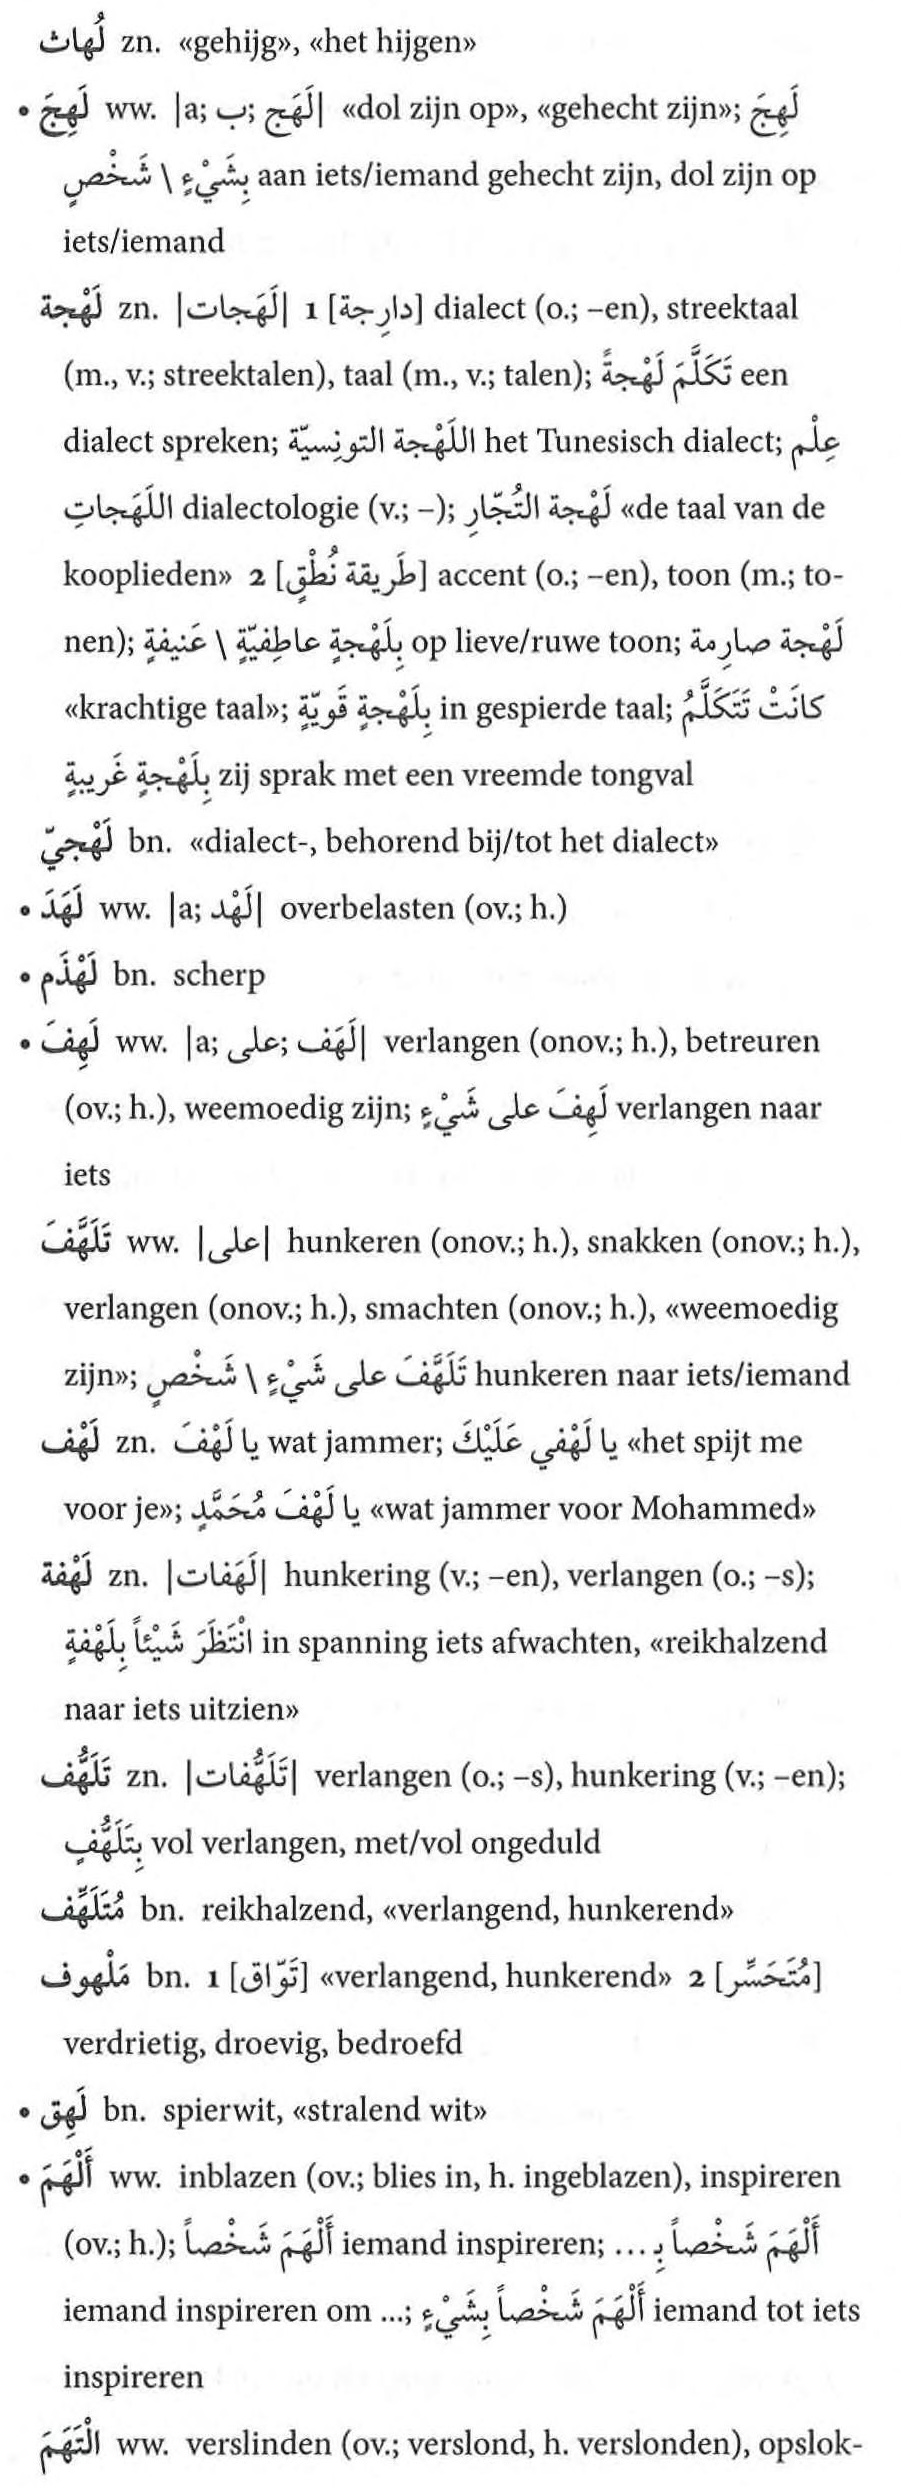 لُهاث zn. «gehijg», «het hijgen»
• لَهِجَ ww. |a; ب; لَهَج| «dol zijn op», «gehecht zijn»; لَهِجَ
بِشَيْءٍ \ شَخْصٍ aan iets/iemand gehecht zijn, dol zijn op
iets/iemand
لَهْجة zn. |لَهَجات| 1 [دارِجة] dialect (o.; –en), streektaal
(m., v.; streektalen), taal (m., v.; talen); تَكَلَّمَ لَهْجةً een
dialect spreken; اللَهْجة التونِسيّة het Tunesisch dialect; عِلْم
اللَهَجاتِ dialectologie (v.; –); لَهْجة التُجّارِ «de taal van de
kooplieden» 2 [طَريقة نُطْقٍ] accent (o.; –en), toon (m.; to-
nen); بِلَهْجةٍ عاطِفيّةٍ \ عَنيفةٍ op lieve/ruwe toon; لَهْجة صارِمة
«krachtige taal»; بِلَهْجةٍ قَويّةٍ in gespierde taal; كانَتْ تَتَكَلَّمُ
بِلَهْجةٍ غَريبةٍ zij sprak met een vreemde tongval
لَهْجيّ bn. «dialect-, behorend bij/tot het dialect»
• لَهَدَ ww. |a; لَهْد| overbelasten (ov.; h.)
• لَهْذَم bn. scherp
• لَهِفَ ww. |a; على; لَهَف| verlangen (onov.; h.), betreuren
(ov.; h.), weemoedig zijn; لَهِفَ على شَيْءٍ verlangen naar
iets
تَلَهَّفَ ww. |على| hunkeren (onov.; h.), snakken (onov.; h.),
verlangen (onov.; h.), smachten (onov.; h.), «weemoedig
zijn»; تَلَهَّفَ على شَيْءٍ \ شَخْصٍ hunkeren naar iets/iemand
لَهْف zn. يا لَهْفَ wat jammer; يا لَهْفي عَلَيْكَ «het spijt me
voor je»; يا لَهْفَ مُحَمَّدٍ «wat jammer voor Mohammed»
لَهْفة zn. |لَهَفات| hunkering (v.; –en), verlangen (o.; –s);
انْتَظَرَ شَيْئاً بِلَهْفةٍ in spanning iets afwachten, «reikhalzend
naar iets uitzien»
تَلَهُّف zn. |تَلَهُّفات| verlangen (o.; –s), hunkering (v.; –en);
بِتَلَهُّفٍ vol verlangen, met/vol ongeduld
مُتَلَهِّف bn. reikhalzend, «verlangend, hunkerend»
مَلْهوف bn. 1 [تَوّاق] «verlangend, hunkerend» 2 [مُتَحَسِّر]
verdrietig, droevig, bedroefd
• لَهِق bn. spierwit, «stralend wit»
• أَلْهَمَ ww. inblazen (ov.; blies in, h. ingeblazen), inspireren
(ov.; h.); أَلْهَمَ شَخْصاً iemand inspireren; أَلْهَمَ شَخْصاً بِ...
iemand inspireren om ...; أَلْهَمَ شَخْصاً بِشَيْءٍ iemand tot iets
inspireren
الْتَهَمَ ww. verslinden (ov.; verslond, h. verslonden), opslok-